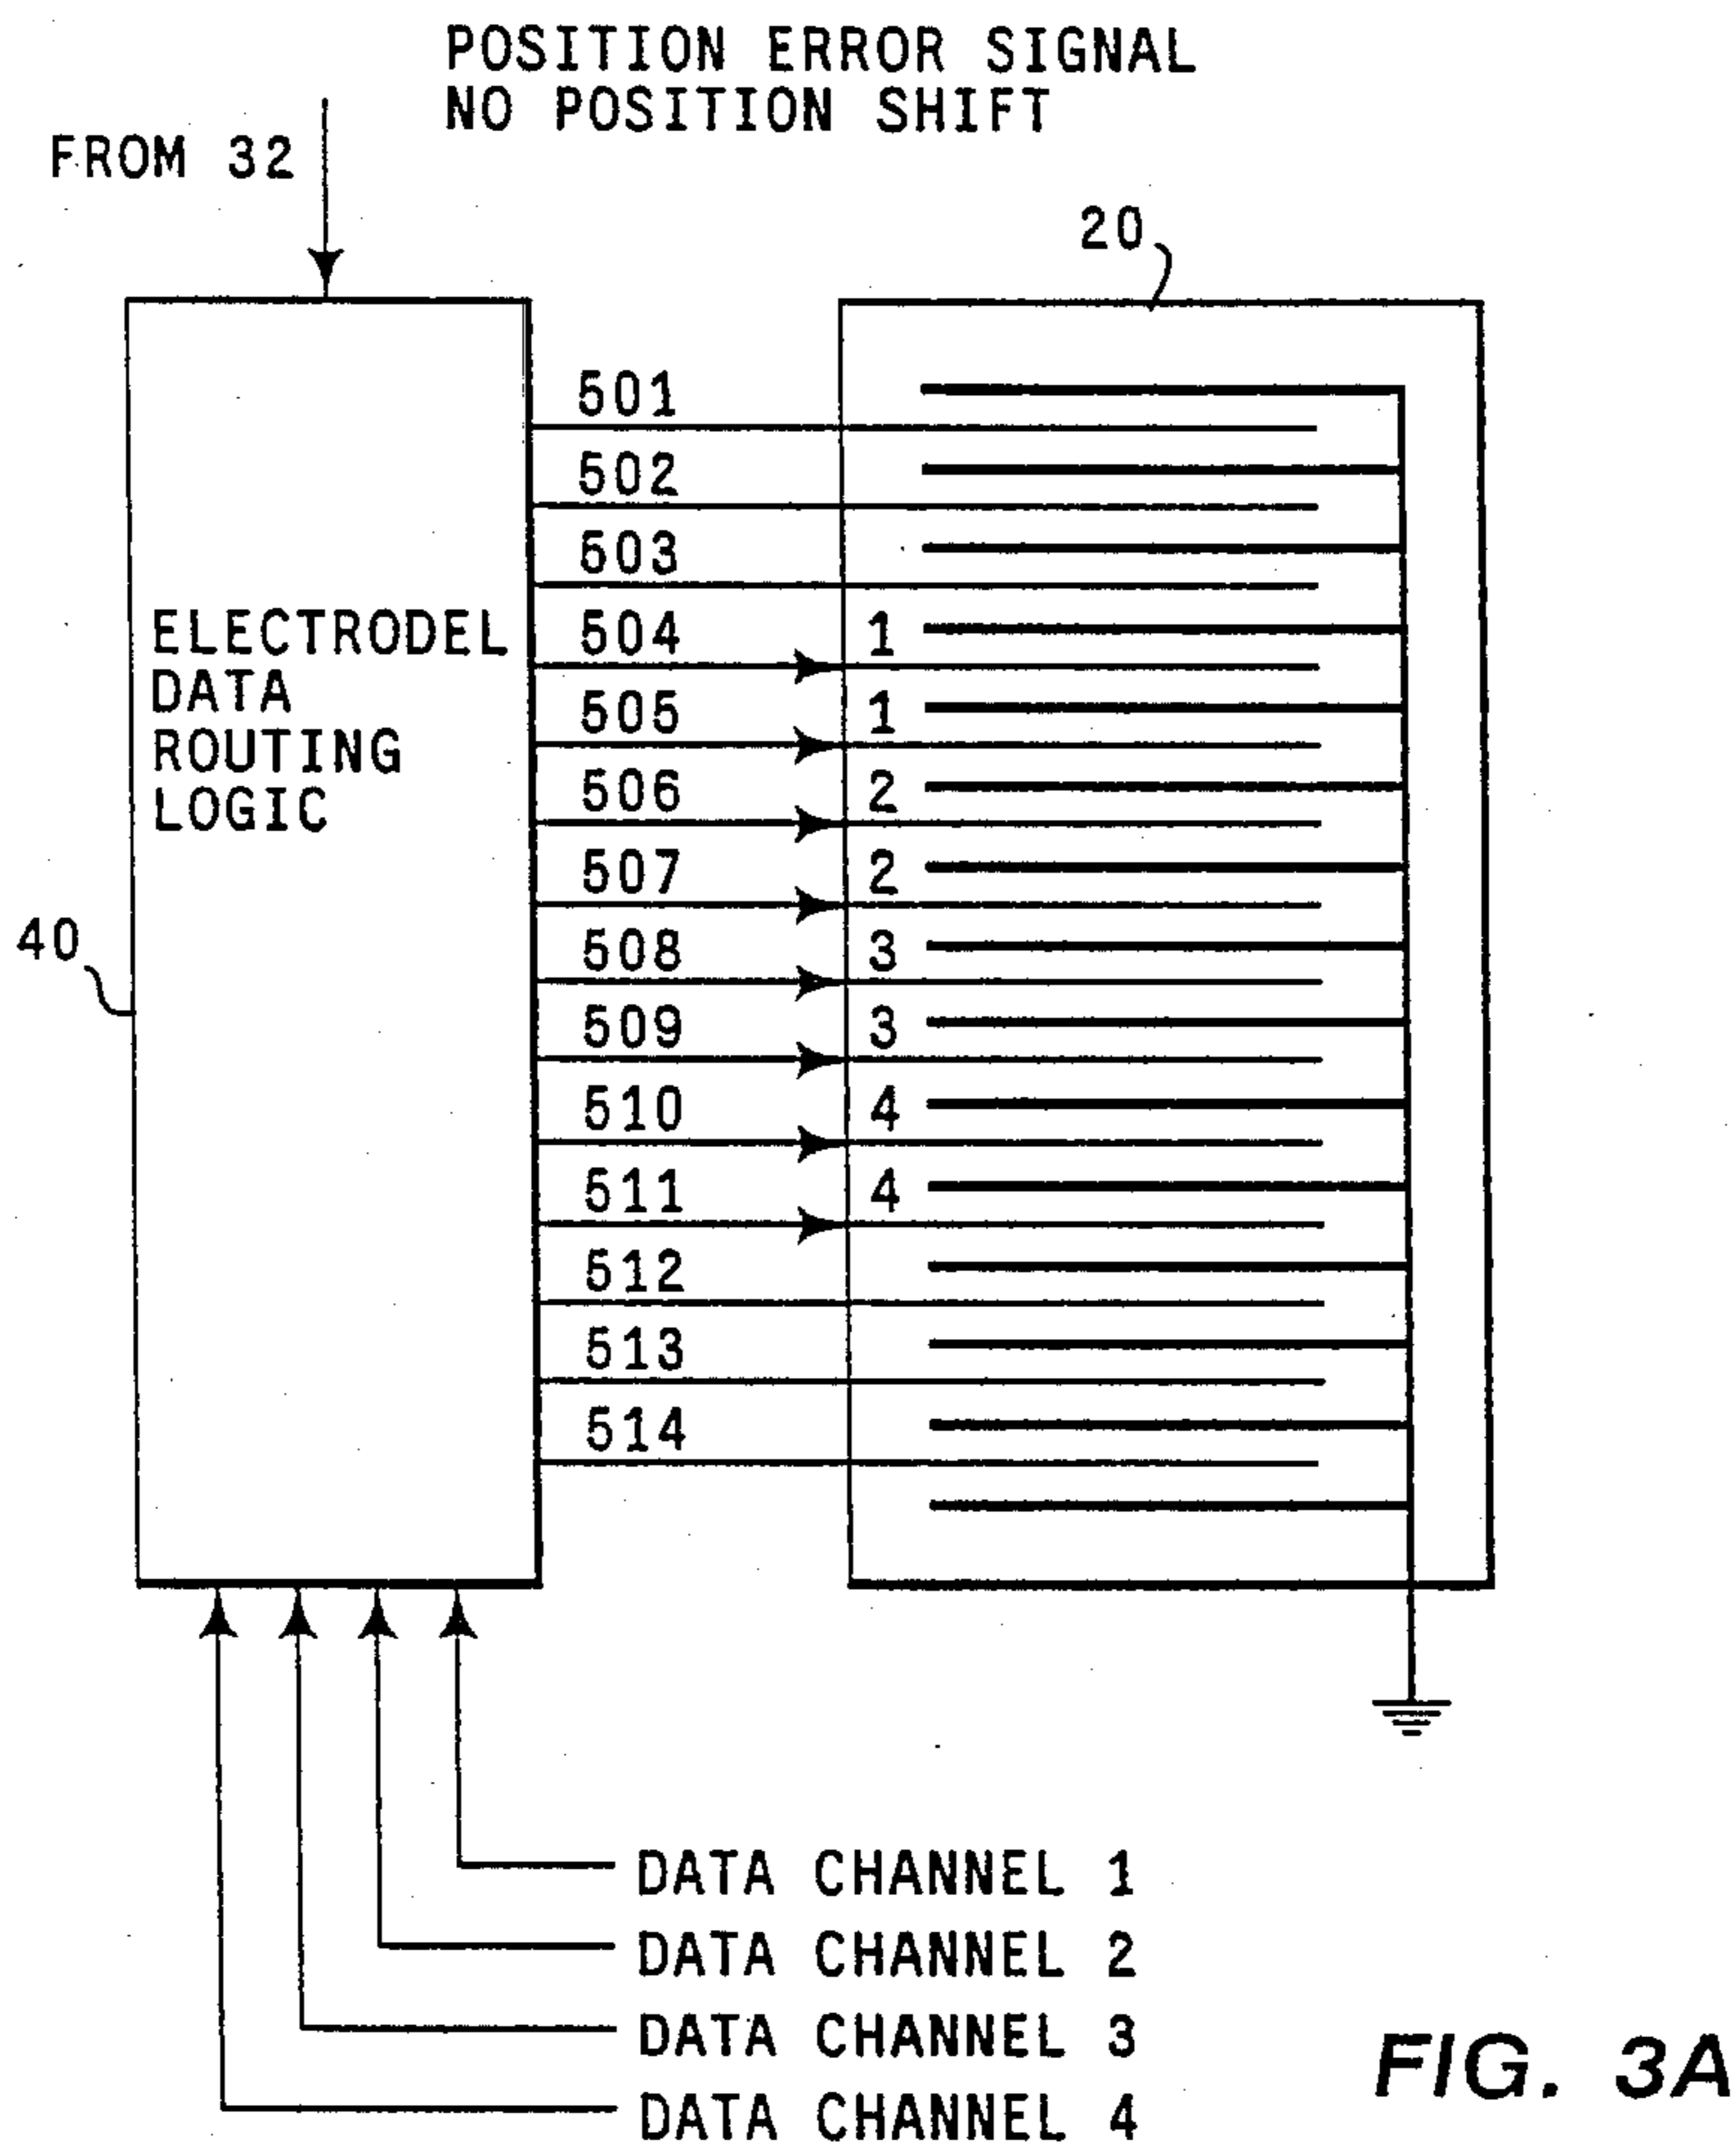 POSITION ERROR SIGNAL
NO POSITION SHIFT
FROM 32
20
501
502
503
504 1
505 1
ELECTRODEL
DATA
ROUTING
LOGIC
506 2
507 2
40
508 3
509 3
510 4
511 4
512
513
514
DATA CHANNEL 1
DATA CHANNEL 2
DATA CHANNEL 3
DATA CHANNEL 4
FIG. 3A